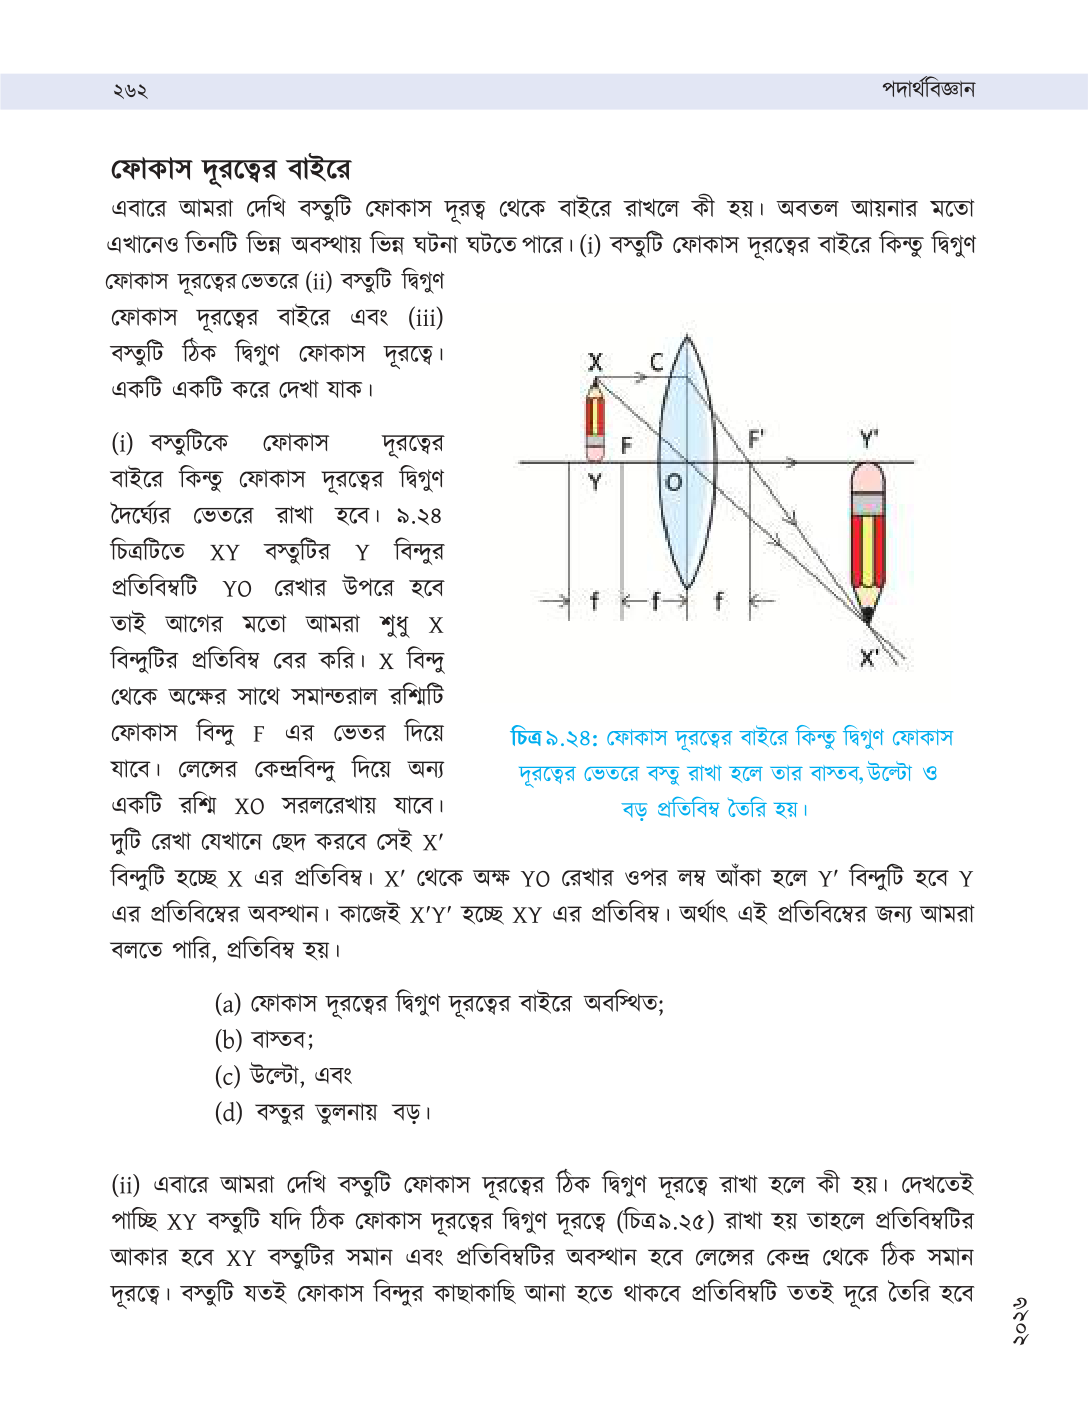 ২৬২
পদার্থবিজ্ঞান
ফোকাস দূরত্বের বাইরে
এবারে আমরা দেখি বস্তুটি ফোকাস দূরত্ব থেকে বাইরে রাখলে কী হয়। অবতল আয়নার মতো
এখানেও তিনটি ভিন্ন অবস্থায় ভিন্ন ঘটনা ঘটতে পারে। (i) বস্তুটি ফোকাস দূরত্বের বাইরে কিন্তু দ্বিগুণ
ফোকাস দূরত্বের ভেতরে (ii) বস্তুটি দ্বিগুণ
ফোকাস দূরত্বের বাইরে এবং (iii)
বস্তুটি ঠিক দ্বিগুণ ফোকাস দূরত্বে।
একটি একটি করে দেখা যাক।
(i) বস্তুটিকে ফোকাস দূরত্বের
বাইরে কিন্তু ফোকাস দূরত্বের দ্বিগুণ
দৈর্ঘ্যের ভেতরে রাখা হবে। ৯.২৪
চিত্রটিতে XY বস্তুটির Y বিন্দুর
প্রতিবিম্বটি YO রেখার উপরে হবে
তাই আগের মতো আমরা শুধু X
বিন্দুটির প্রতিবিম্ব বের করি। X বিন্দু
থেকে অক্ষের সাথে সমান্তরাল রশ্মিটি
ফোকাস বিন্দু F এর ভেতর দিয়ে
যাবে। লেন্সের কেন্দ্রবিন্দু দিয়ে অন্য
একটি রশ্মি XO সরলরেখায় যাবে।
দুটি রেখা যেখানে ছেদ করবে সেই X′
X C
F F' Y'
Y O
f f f
X'
চিত্র ৯.২৪: ফোকাস দূরত্বের বাইরে কিন্তু দ্বিগুণ ফোকাস
দূরত্বের ভেতরে বস্তু রাখা হলে তার বাস্তব, উল্টো ও
বড় প্রতিবিম্ব তৈরি হয়।
বিন্দুটি হচ্ছে X এর প্রতিবিম্ব। X′ থেকে অক্ষ YO রেখার ওপর লম্ব আঁকা হলে Y′ বিন্দুটি হবে Y
এর প্রতিবিম্বের অবস্থান। কাজেই X′Y′ হচ্ছে XY এর প্রতিবিম্ব। অর্থাৎ এই প্রতিবিম্বের জন্য আমরা
বলতে পারি, প্রতিবিম্ব হয়।
(a) ফোকাস দূরত্বের দ্বিগুণ দূরত্বের বাইরে অবস্থিত;
(b) বাস্তব;
(c) উল্টো, এবং
(d) বস্তুর তুলনায় বড়।
(ii) এবারে আমরা দেখি বস্তুটি ফোকাস দূরত্বের ঠিক দ্বিগুণ দূরত্বে রাখা হলে কী হয়। দেখতেই
পাচ্ছি XY বস্তুটি যদি ঠিক ফোকাস দূরত্বের দ্বিগুণ দূরত্বে (চিত্র ৯.২৫) রাখা হয় তাহলে প্রতিবিম্বটির
আকার হবে XY বস্তুটির সমান এবং প্রতিবিম্বটির অবস্থান হবে লেন্সের কেন্দ্র থেকে ঠিক সমান
দূরত্বে। বস্তুটি যতই ফোকাস বিন্দুর কাছাকাছি আনা হতে থাকবে প্রতিবিম্বটি ততই দূরে তৈরি হবে
২০২৬